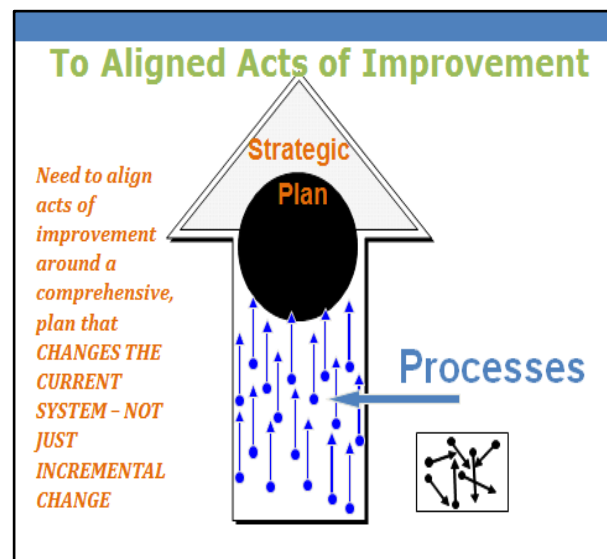 To Aligned Acts of Improvement
Strategic
Plan
Need to align
acts of
improvement
around a
comprehensive,
plan that
CHANGES THE
CURRENT
SYSTEM – NOT
JUST
INCREMENTAL
CHANGE
Processes